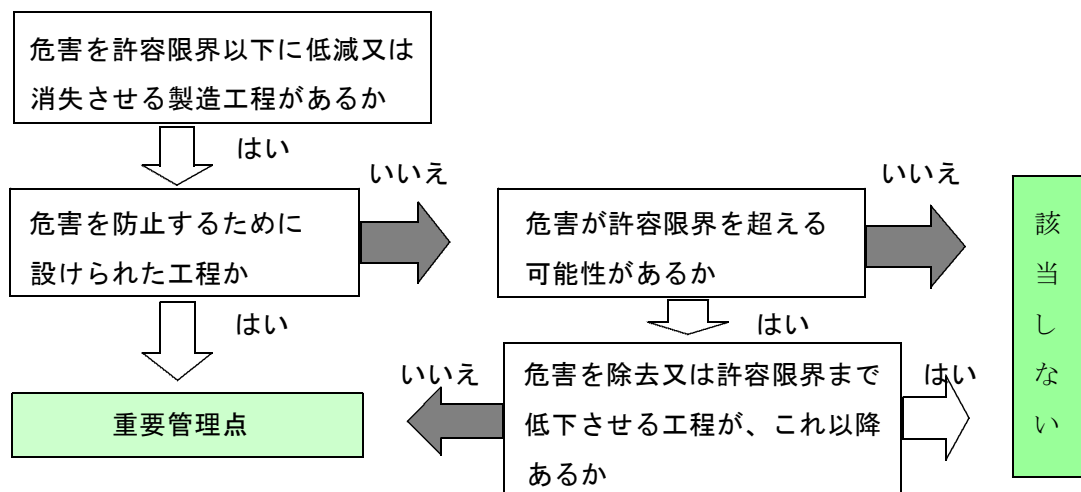 危害を許容限界以下に低減又は
消失させる製造工程があるか
はい
危害を防止するために
設けられた工程か
いいえ
危害が許容限界を超える
可能性があるか
いいえ
はい
はい
重要管理点
いいえ
危害を除去又は許容限界まで
低下させる工程が、これ以降
あるか
はい
該当しない